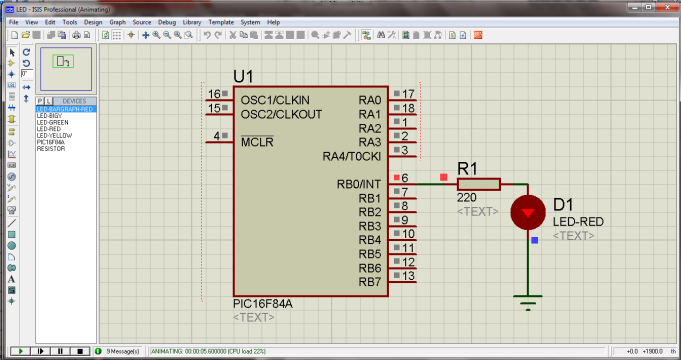 LED - ISIS Professional (Animating)
File View Edit Tools Design Graph Source Debug Library Template System Help
0°
P L DEVICES
LED-BARGRAPH-RED
LED-BIGY
LED-GREEN
LED-RED
LED-YELLOW
PIC16F84A
RESISTOR
U1
16 OSC1/CLKIN RA0 17
15 OSC2/CLKOUT RA1 18
RA2 1
4 MCLR RA3 2
RA4/T0CKI 3
RB0/INT 6
RB1 7
RB2 8
RB3 9
RB4 10
RB5 11
RB6 12
RB7 13
PIC16F84A
<TEXT>
R1
220
<TEXT>
D1
LED-RED
<TEXT>
9 Message(s) ANIMATING: 00:00:05.600000 (CPU load 22%) +0.0 +1900.0 th